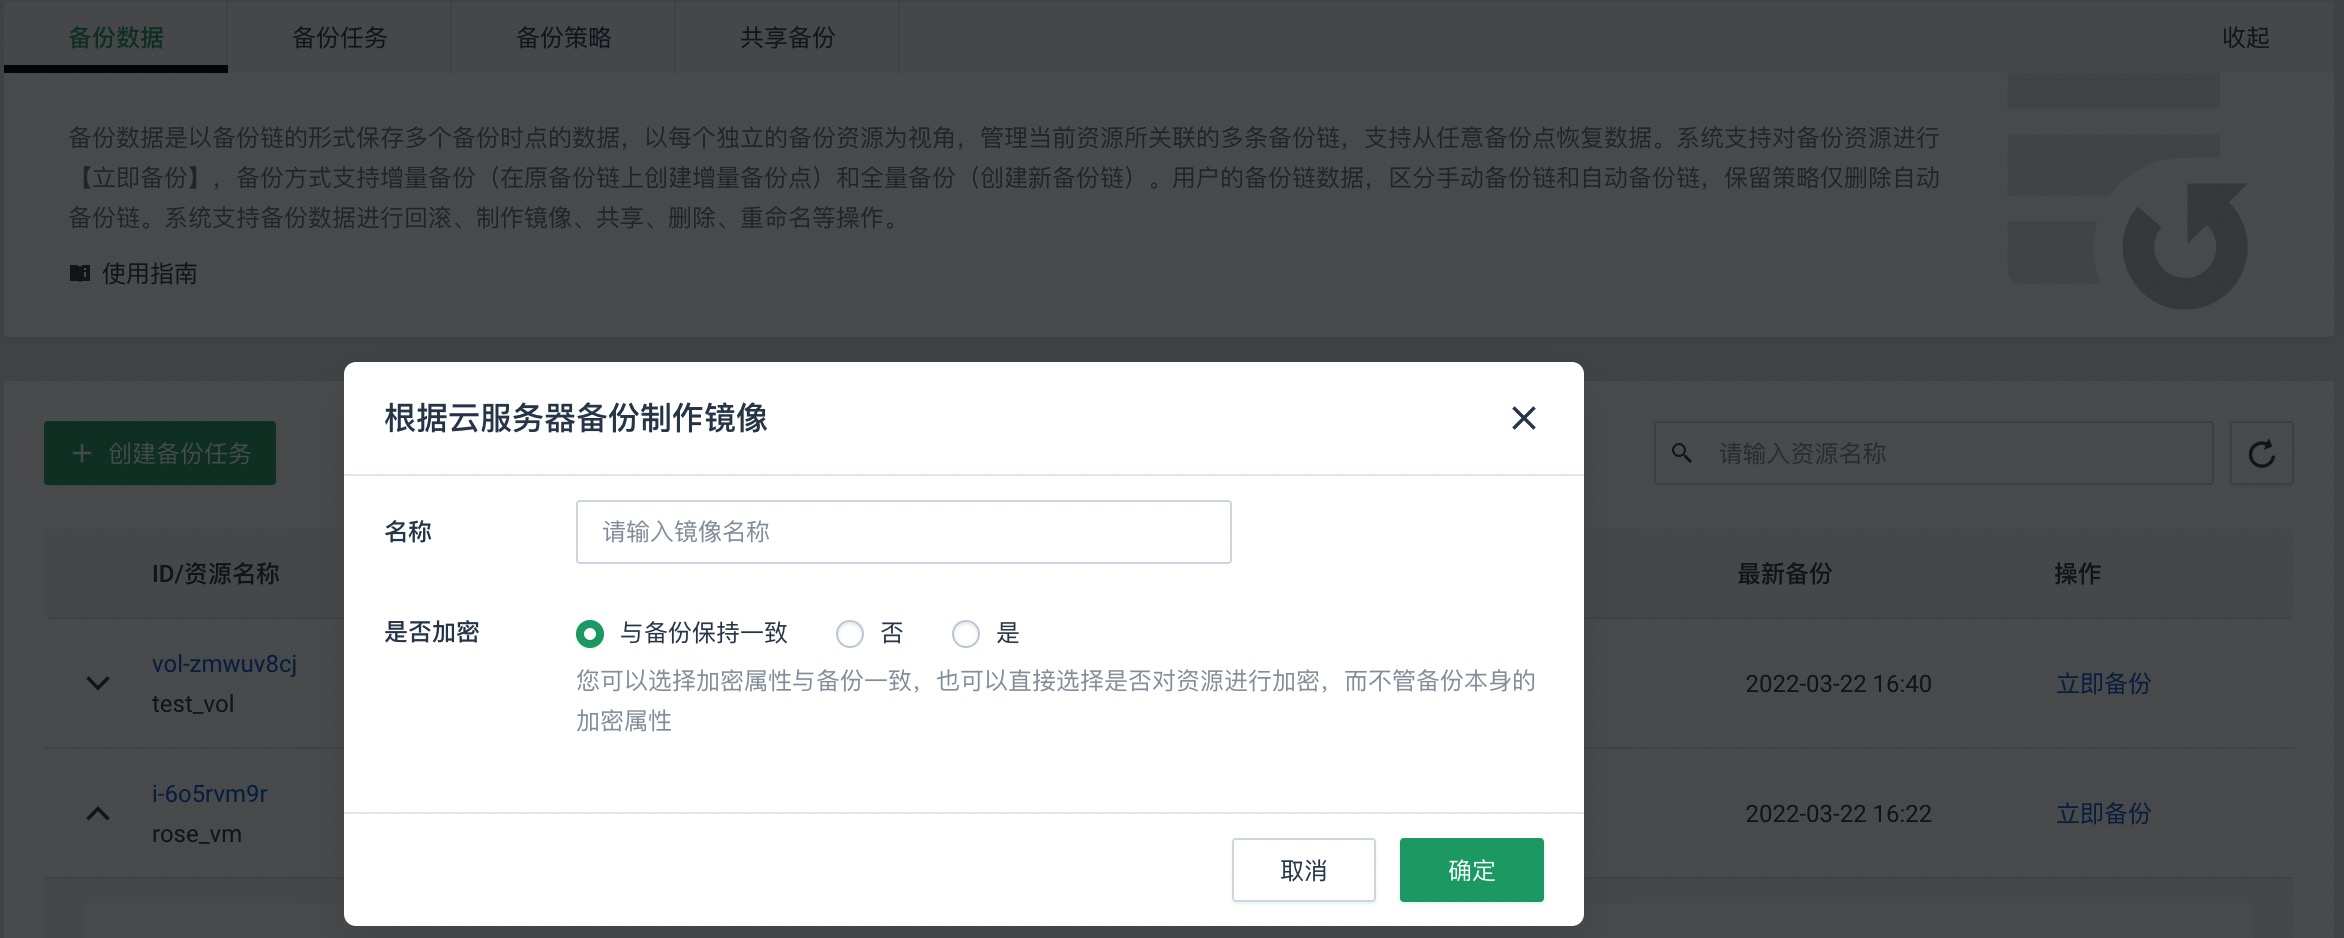 备份数据 备份任务 备份策略 共享备份 收起
备份数据是以备份链的形式保存多个备份时点的数据，以每个独立的备份资源为视角，管理当前资源所关联的多条备份链，支持从任意备份点恢复数据。系统支持对备份资源进行
【立即备份】，备份方式支持增量备份（在原备份链上创建增量备份点）和全量备份（创建新备份链）。用户的备份链数据，区分手动备份链和自动备份链，保留策略仅删除自动
备份链。系统支持备份数据进行回滚、制作镜像、共享、删除、重命名等操作。
使用指南
创建备份任务
请输入资源名称
ID/资源名称 最新备份 操作
vol-zmwuv8cj
test_vol
2022-03-22 16:40 立即备份
i-6o5rvm9r
rose_vm
2022-03-22 16:22 立即备份
根据云服务器备份制作镜像
名称 请输入镜像名称
是否加密 与备份保持一致 否 是
您可以选择加密属性与备份一致，也可以直接选择是否对资源进行加密，而不管备份本身的
加密属性
取消 确定